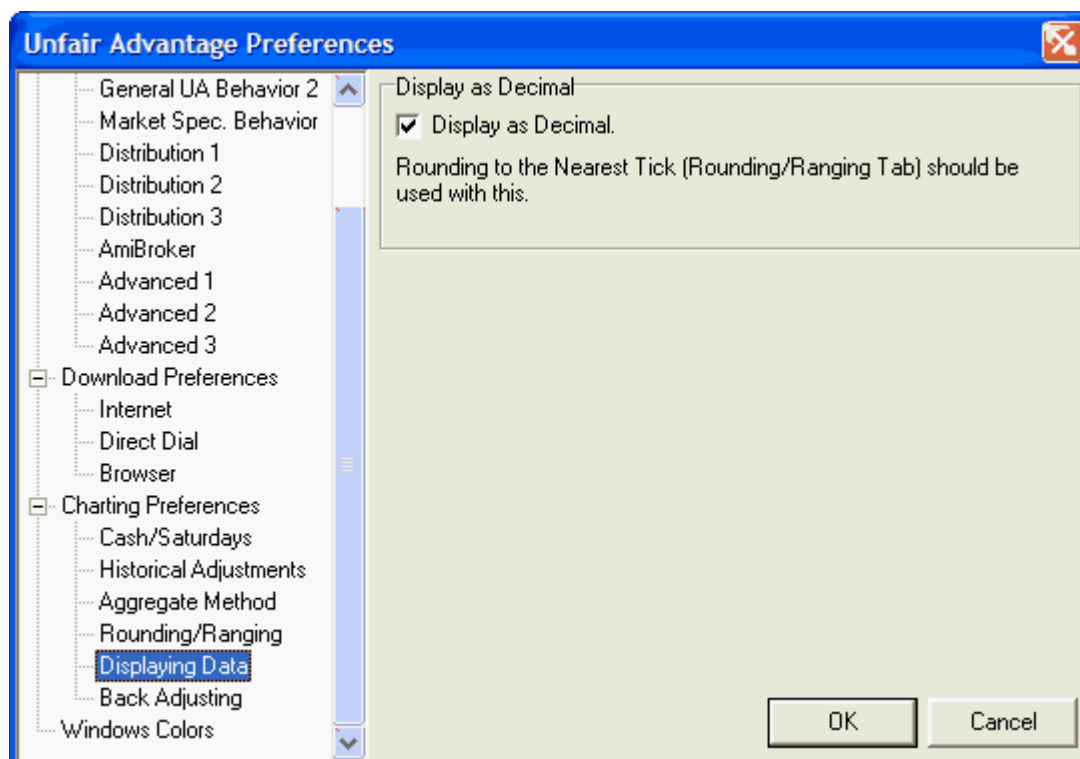 Unfair Advantage Preferences
General UA Behavior 2
Market Spec. Behavior
Distribution 1
Distribution 2
Distribution 3
AmiBroker
Advanced 1
Advanced 2
Advanced 3
Download Preferences
Internet
Direct Dial
Browser
Charting Preferences
Cash/Saturdays
Historical Adjustments
Aggregate Method
Rounding/Ranging
Displaying Data
Back Adjusting
Windows Colors
Display as Decimal
Display as Decimal.
Rounding to the Nearest Tick (Rounding/Ranging Tab) should be
used with this.
OK
Cancel